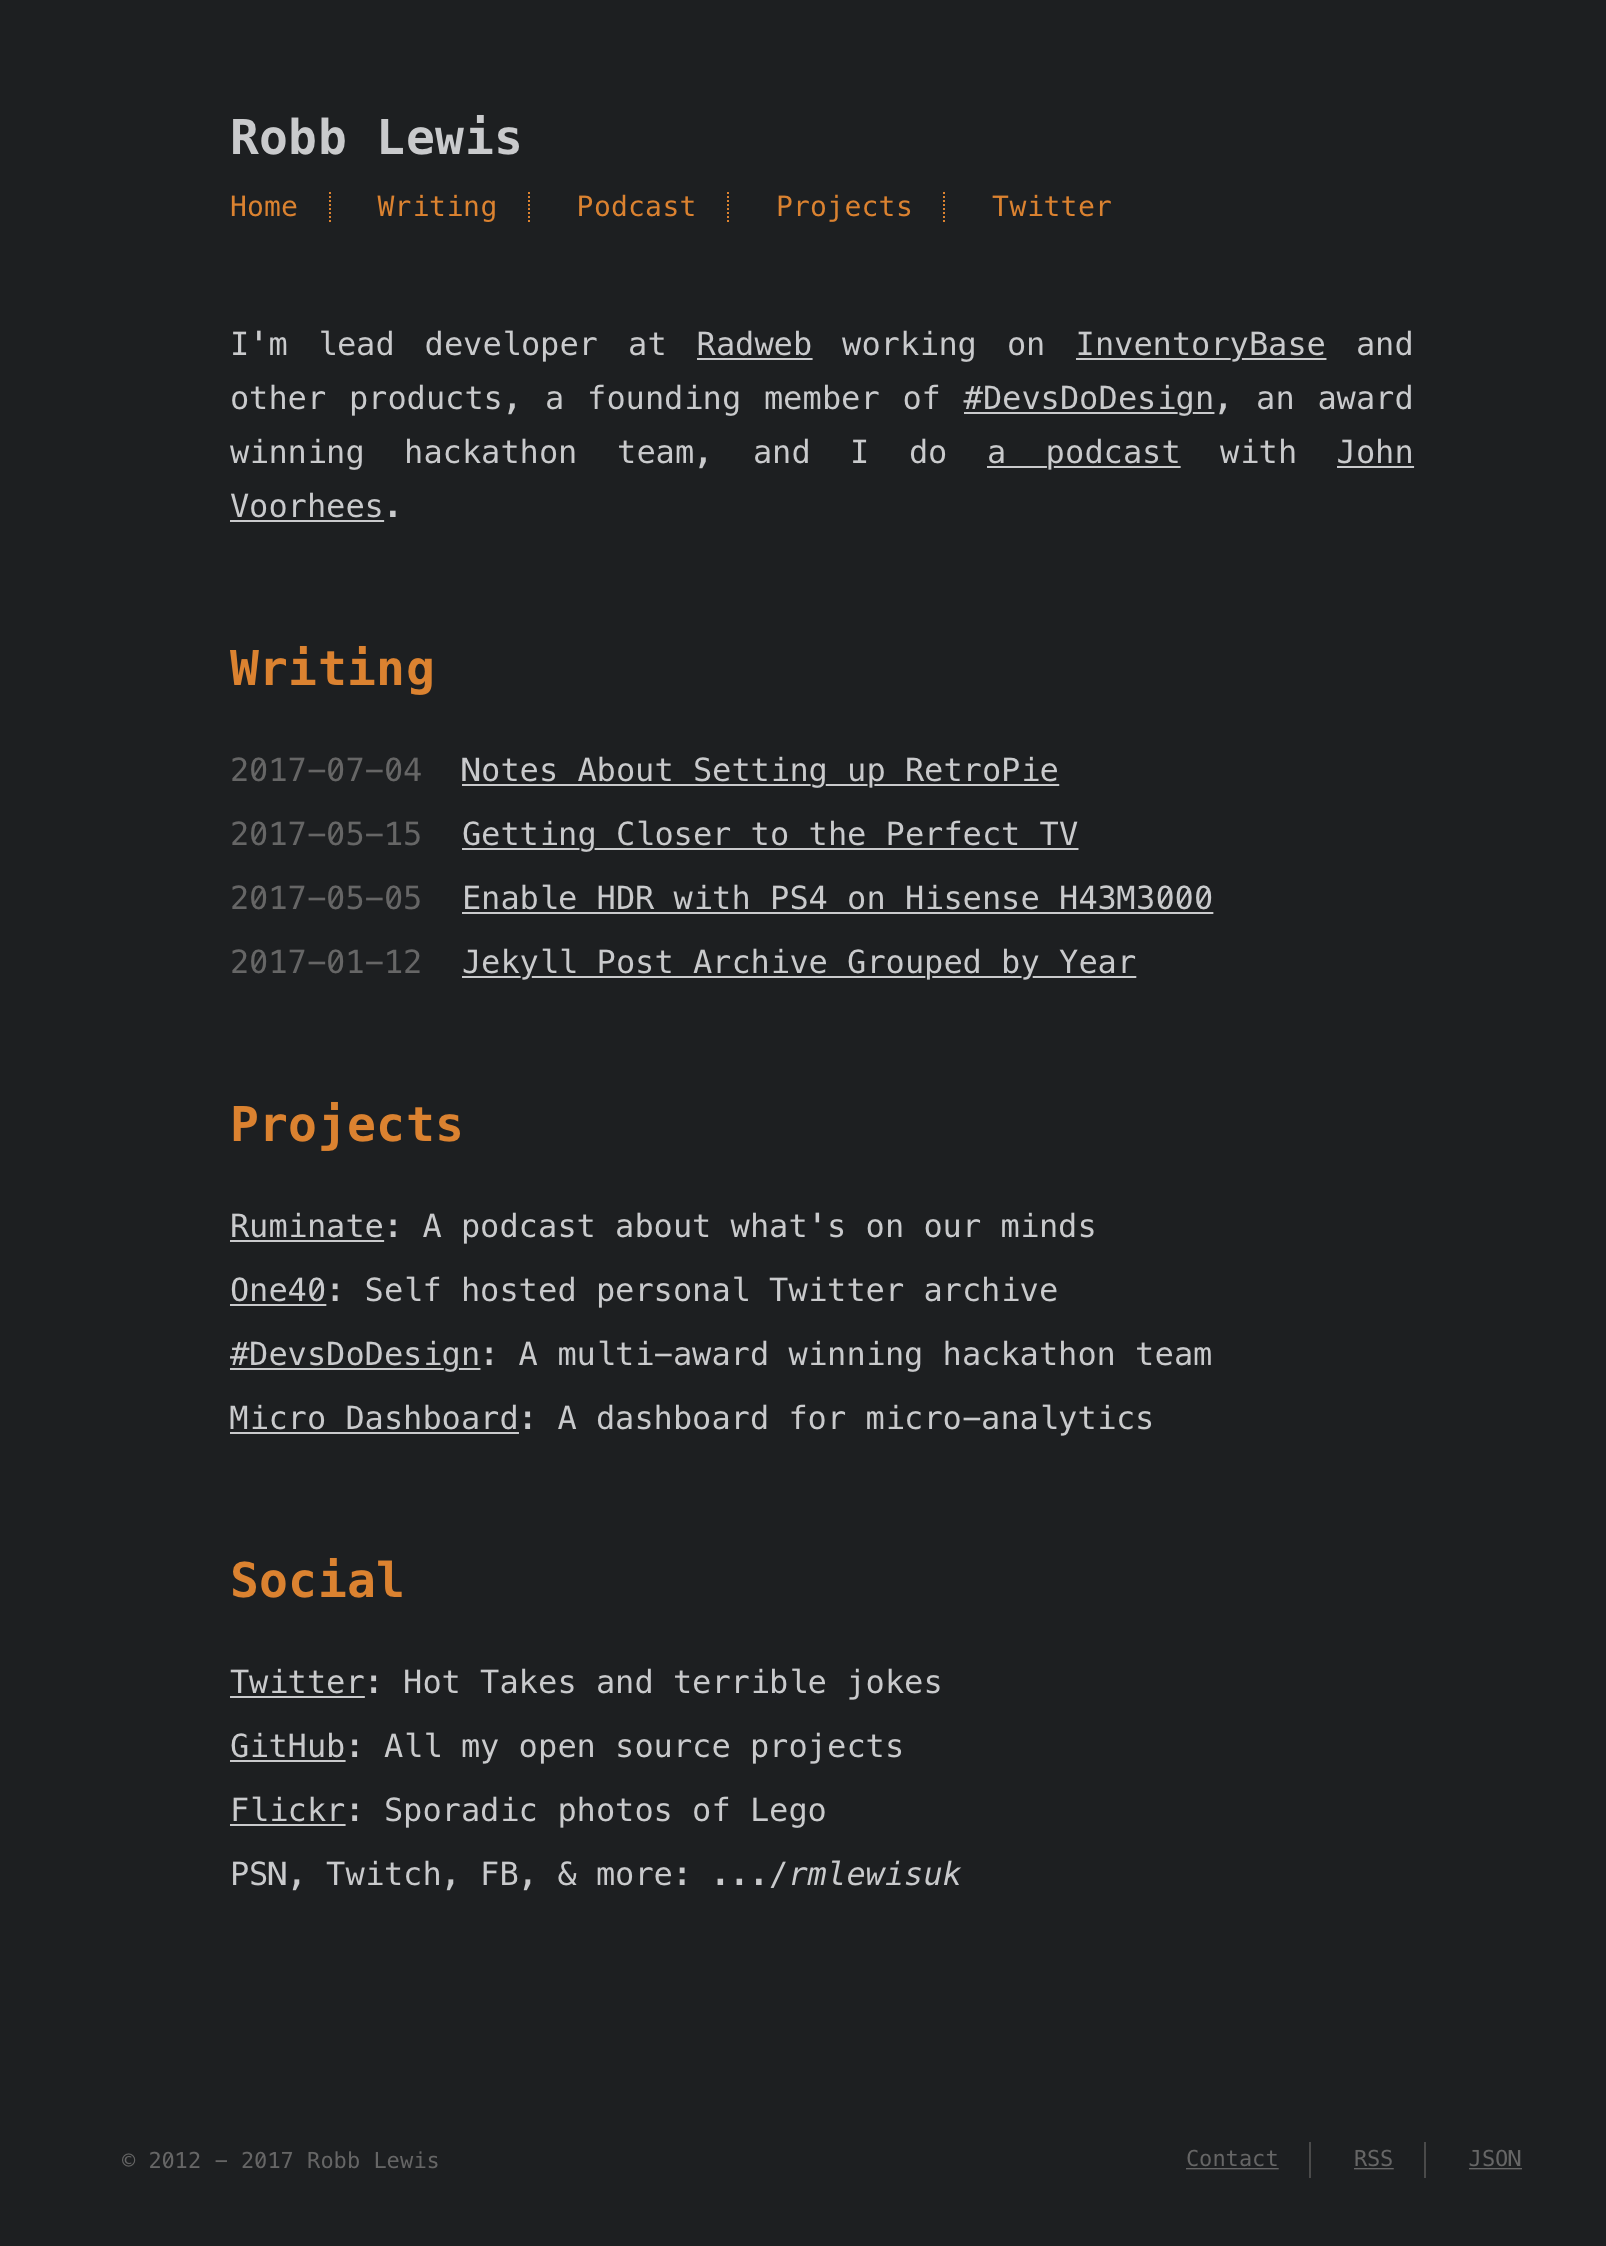 Robb Lewis
Home Writing Podcast Projects Twitter
I'm lead developer at Radweb working on InventoryBase and
other products, a founding member of #DevsDoDesign, an award
winning hackathon team, and I do a podcast with John
Voorhees.
Writing
2017-07-04 Notes About Setting up RetroPie
2017-05-15 Getting Closer to the Perfect TV
2017-05-05 Enable HDR with PS4 on Hisense H43M3000
2017-01-12 Jekyll Post Archive Grouped by Year
Projects
Ruminate: A podcast about what's on our minds
One40: Self hosted personal Twitter archive
#DevsDoDesign: A multi-award winning hackathon team
Micro Dashboard: A dashboard for micro-analytics
Social
Twitter: Hot Takes and terrible jokes
GitHub: All my open source projects
Flickr: Sporadic photos of Lego
PSN, Twitch, FB, & more: .../rmlewisuk
© 2012 - 2017 Robb Lewis
Contact RSS JSON